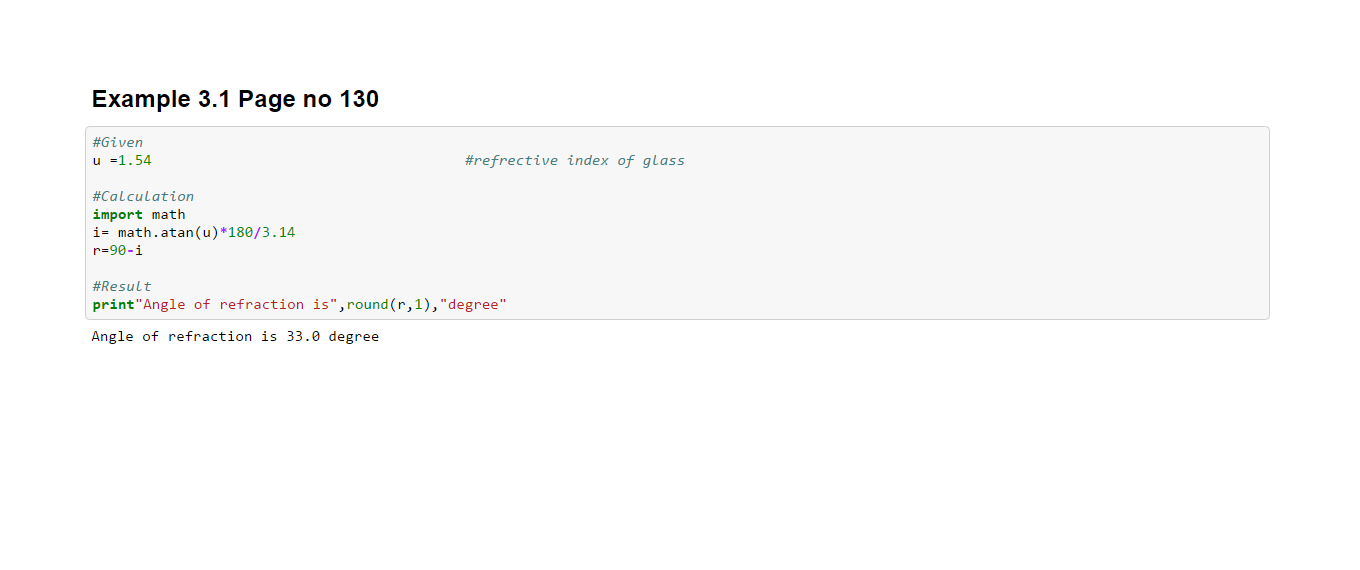 Example 3.1 Page no 130
#Given
u =1.54                                     #refrective index of glass
#Calculation
import math
i= math.atan(u)*180/3.14
r=90-i
#Result
print"Angle of refraction is",round(r,1),"degree"
Angle of refraction is 33.0 degree